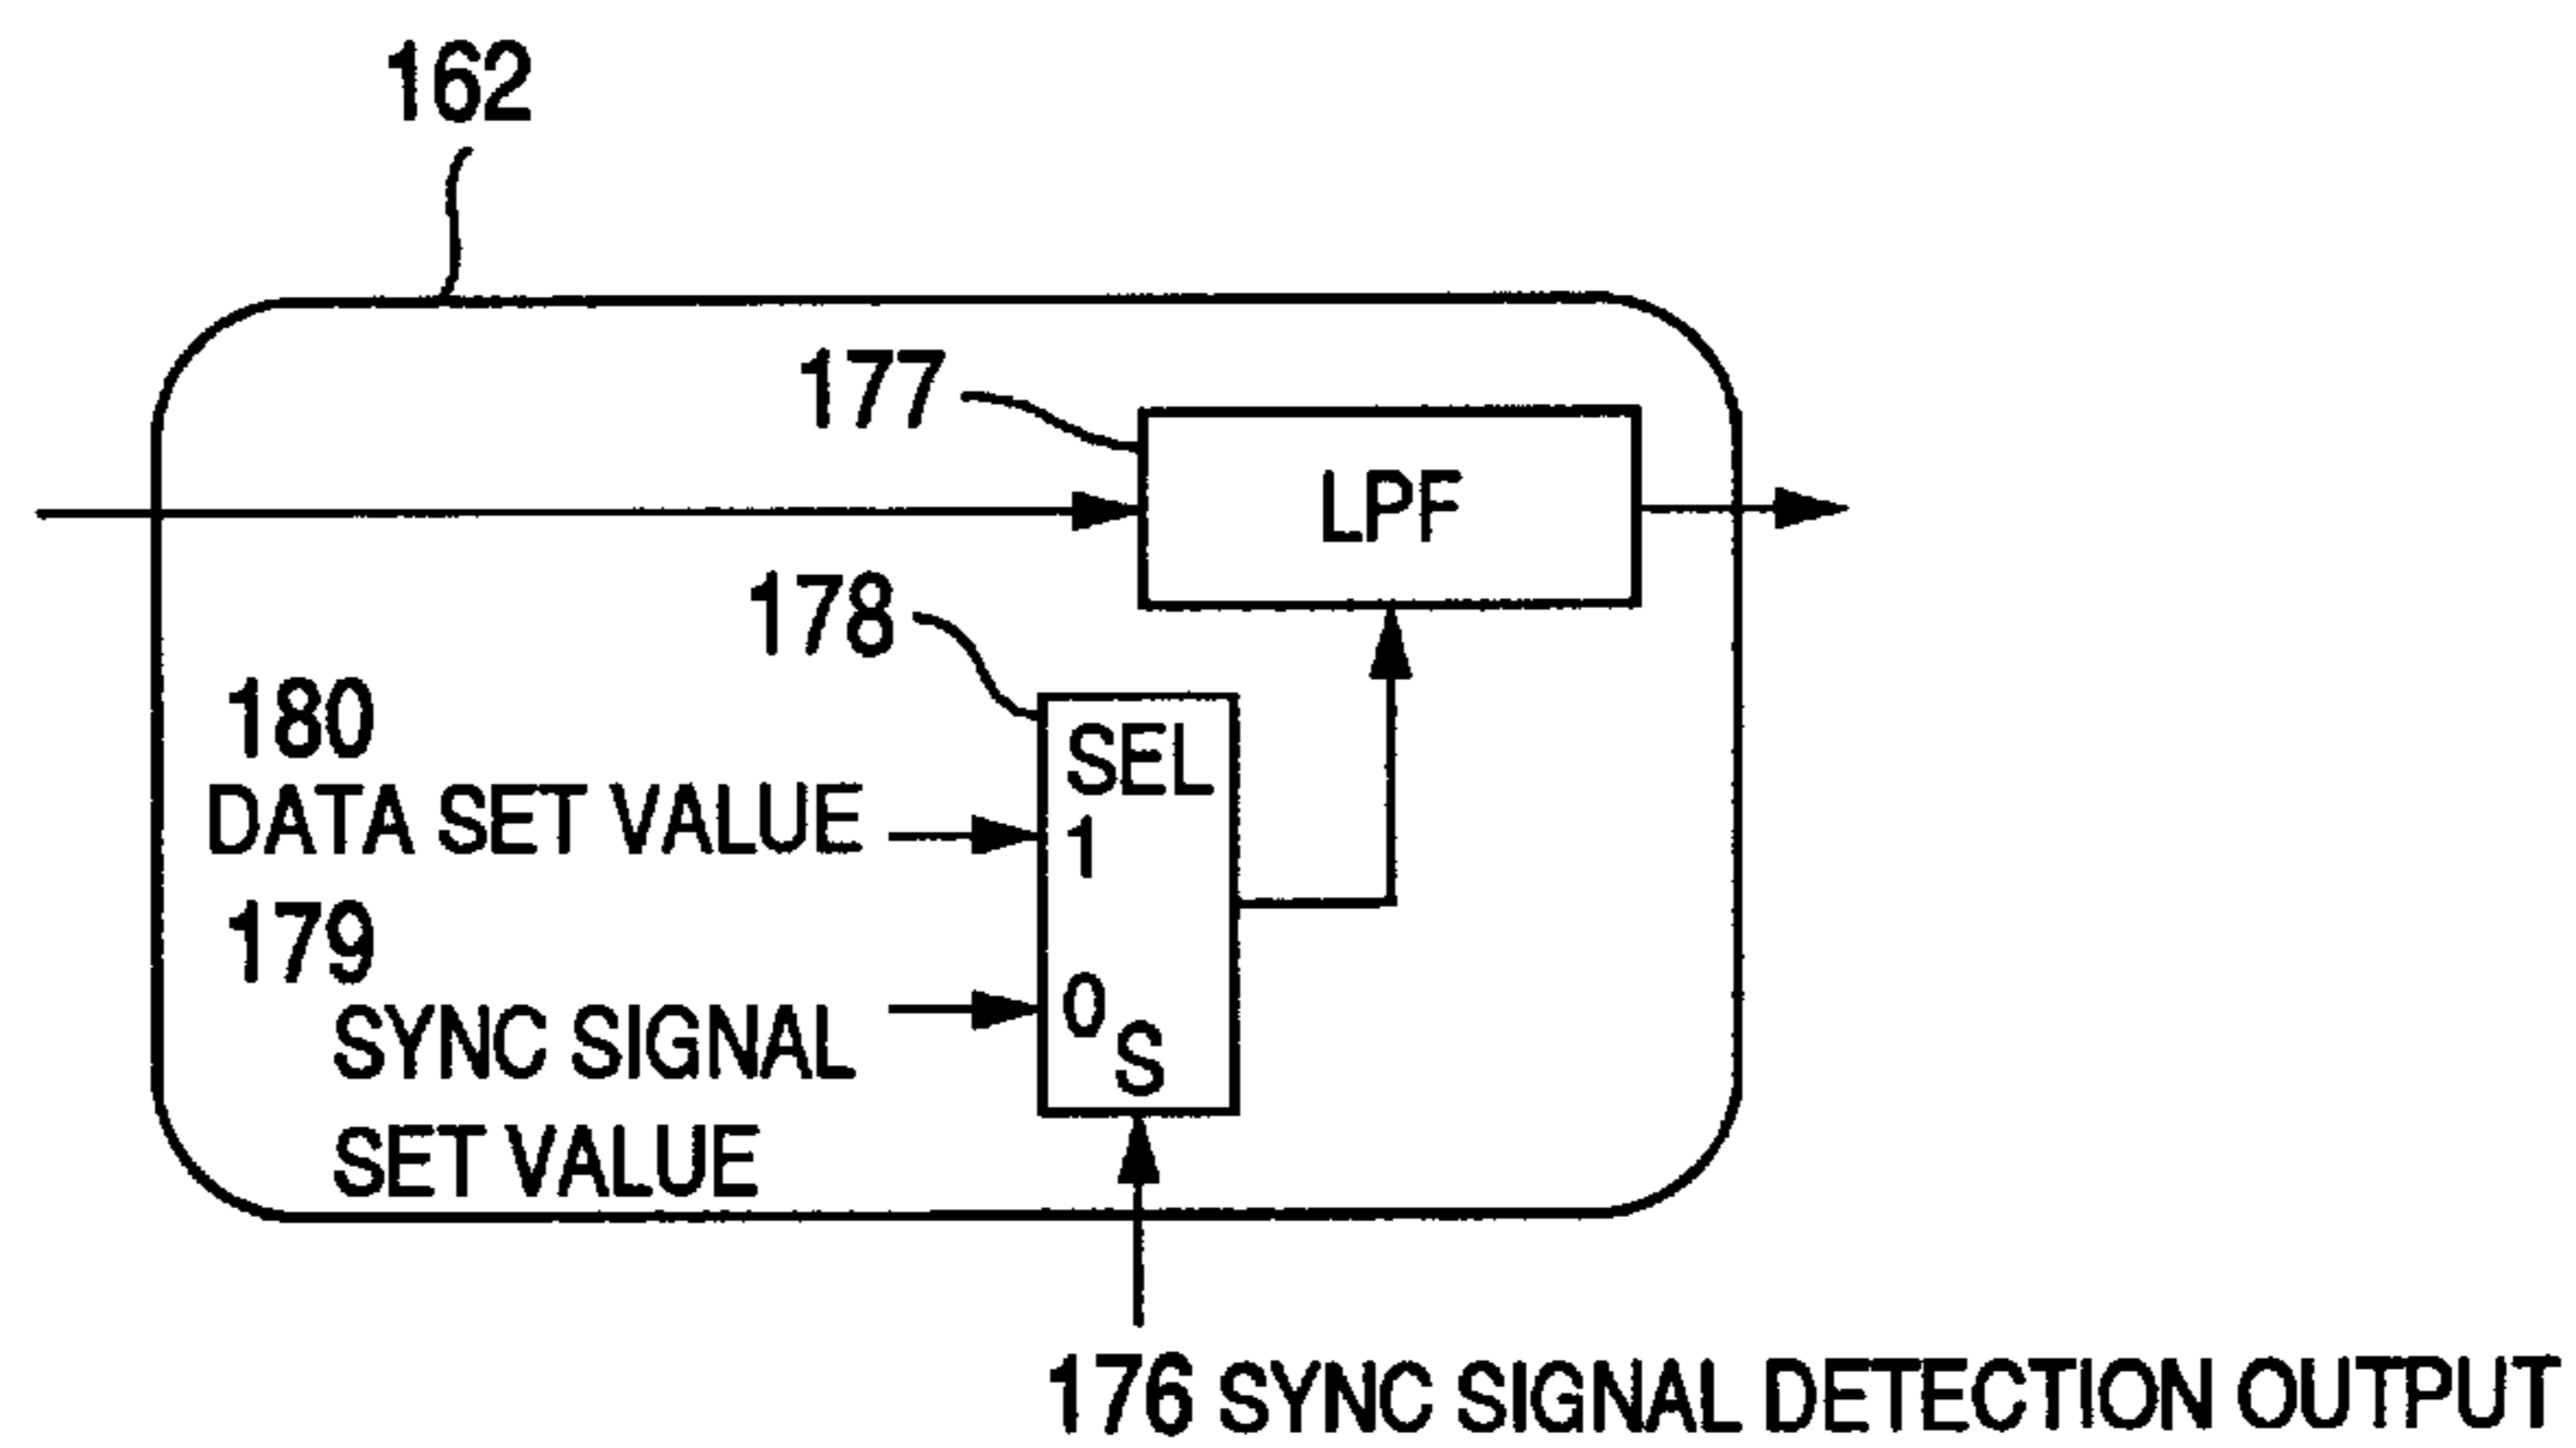 162
177
LPF
178
180
SEL
DATA SET VALUE
1
179
0
SYNC SIGNAL
S
SET VALUE
176 SYNC SIGNAL DETECTION OUTPUT